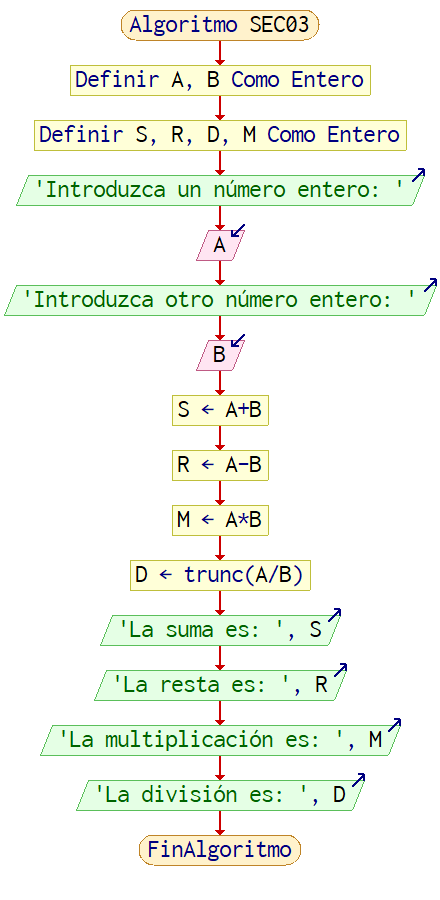 Algoritmo SEC03
Definir A, B Como Entero
Definir S, R, D, M Como Entero
'Introduzca un número entero: '
A
'Introduzca otro número entero: '
B
S ← A+B
R ← A-B
M ← A*B
D ← trunc(A/B)
'La suma es: ', S
'La resta es: ', R
'La multiplicación es: ', M
'La división es: ', D
FinAlgoritmo